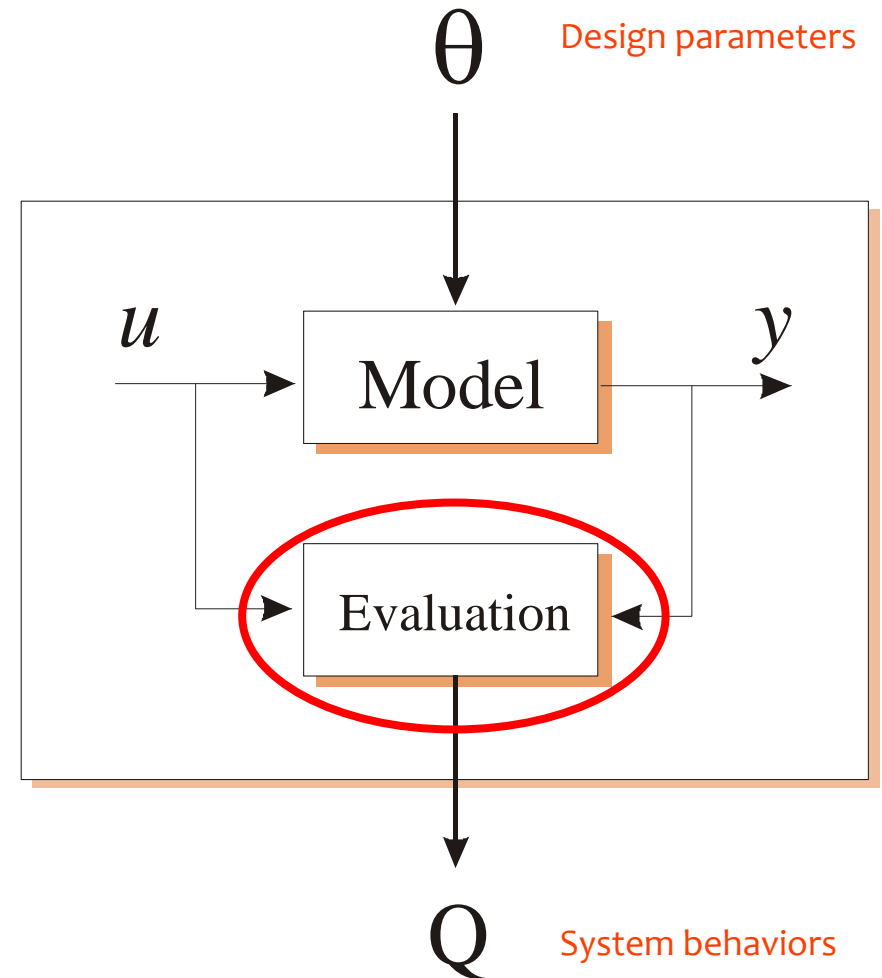 θ Design parameters
u
y
Model
Evaluation
Q System behaviors